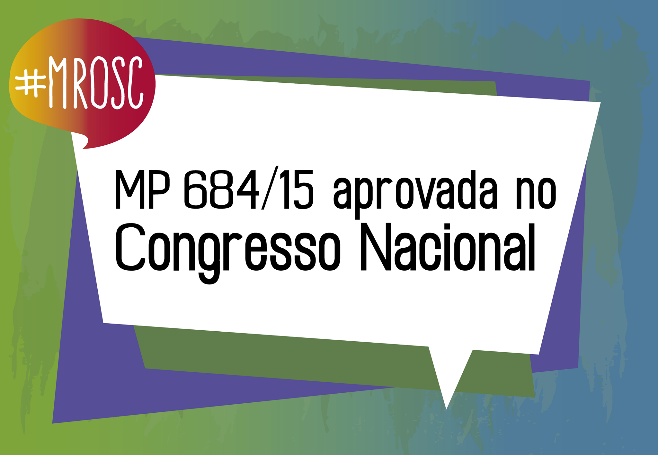 #MROSC
MP 684/15 aprovada no
Congresso Nacional